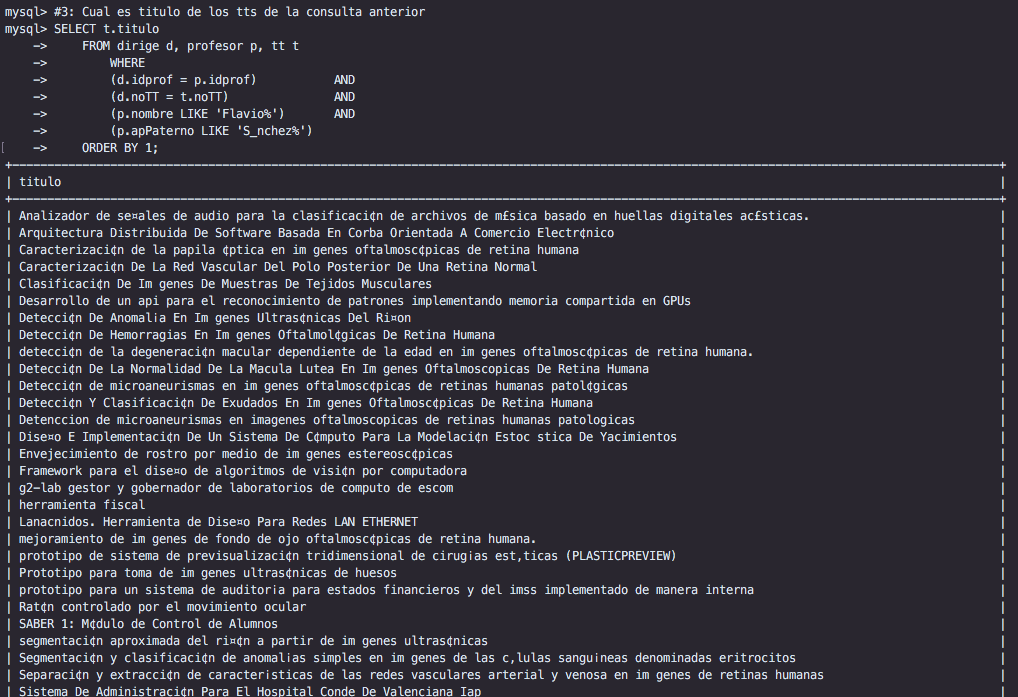 mysql> #3: Cual es titulo de los tts de la consulta anterior
mysql> SELECT t.titulo
    ->     FROM dirige d, profesor p, tt t
    ->         WHERE
    ->         (d.idprof = p.idprof)           AND
    ->         (d.noTT = t.noTT)               AND
    ->         (p.nombre LIKE 'Flavio%')       AND
    ->         (p.apPaterno LIKE 'S_nchez%')
[    ->     ORDER BY 1;
| titulo |
| Analizador de se¤ales de audio para la clasificaci¢n de archivos de m£sica basado en huellas digitales ac£sticas. |
| Arquitectura Distribuida De Software Basada En Corba Orientada A Comercio Electr¢nico |
| Caracterizaci¢n de la papila ¢ptica en im genes oftalmosc¢picas de retina humana |
| Caracterizaci¢n De La Red Vascular Del Polo Posterior De Una Retina Normal |
| Clasificaci¢n De Im genes De Muestras De Tejidos Musculares |
| Desarrollo de un api para el reconocimiento de patrones implementando memoria compartida en GPUs |
| Detecci¢n De Anomal¡a En Im genes Ultras¢nicas Del Ri¤on |
| Detecci¢n De Hemorragias En Im genes Oftalmol¢gicas De Retina Humana |
| detecci¢n de la degeneraci¢n macular dependiente de la edad en im genes oftalmosc¢picas de retina humana. |
| Detecci¢n De La Normalidad De La Macula Lutea En Im genes Oftalmoscopicas De Retina Humana |
| Detecci¢n de microaneurismas en im genes oftalmosc¢picas de retinas humanas patol¢gicas |
| Detecci¢n Y Clasificaci¢n De Exudados En Im genes Oftalmosc¢picas De Retina Humana |
| Detenccion de microaneurismas en imagenes oftalmoscopicas de retinas humanas patologicas |
| Dise¤o E Implementaci¢n De Un Sistema De C¢mputo Para La Modelaci¢n Estoc stica De Yacimientos |
| Envejecimiento de rostro por medio de im genes estereosc¢picas |
| Framework para el dise¤o de algoritmos de visi¢n por computadora |
| g2-lab gestor y gobernador de laboratorios de computo de escom |
| herramienta fiscal |
| Lanacnidos. Herramienta de Dise¤o Para Redes LAN ETHERNET |
| mejoramiento de im genes de fondo de ojo oftalmosc¢picas de retina humana. |
| prototipo de sistema de previsualizaci¢n tridimensional de cirug¡as est‚ticas (PLASTICPREVIEW) |
| Prototipo para toma de im genes ultras¢nicas de huesos |
| prototipo para un sistema de auditor¡a para estados financieros y del imss implementado de manera interna |
| Rat¢n controlado por el movimiento ocular |
| SABER 1: M¢dulo de Control de Alumnos |
| segmentaci¢n aproximada del ri¤¢n a partir de im genes ultras¢nicas |
| Segmentaci¢n y clasificaci¢n de anomal¡as simples en im genes de las c‚lulas sangu¡neas denominadas eritrocitos |
| Separaci¢n y extracci¢n de caracter¡sticas de las redes vasculares arterial y venosa en im genes de retinas humanas |
| Sistema De Administraci¢n Para El Hospital Conde De Valenciana Iap |